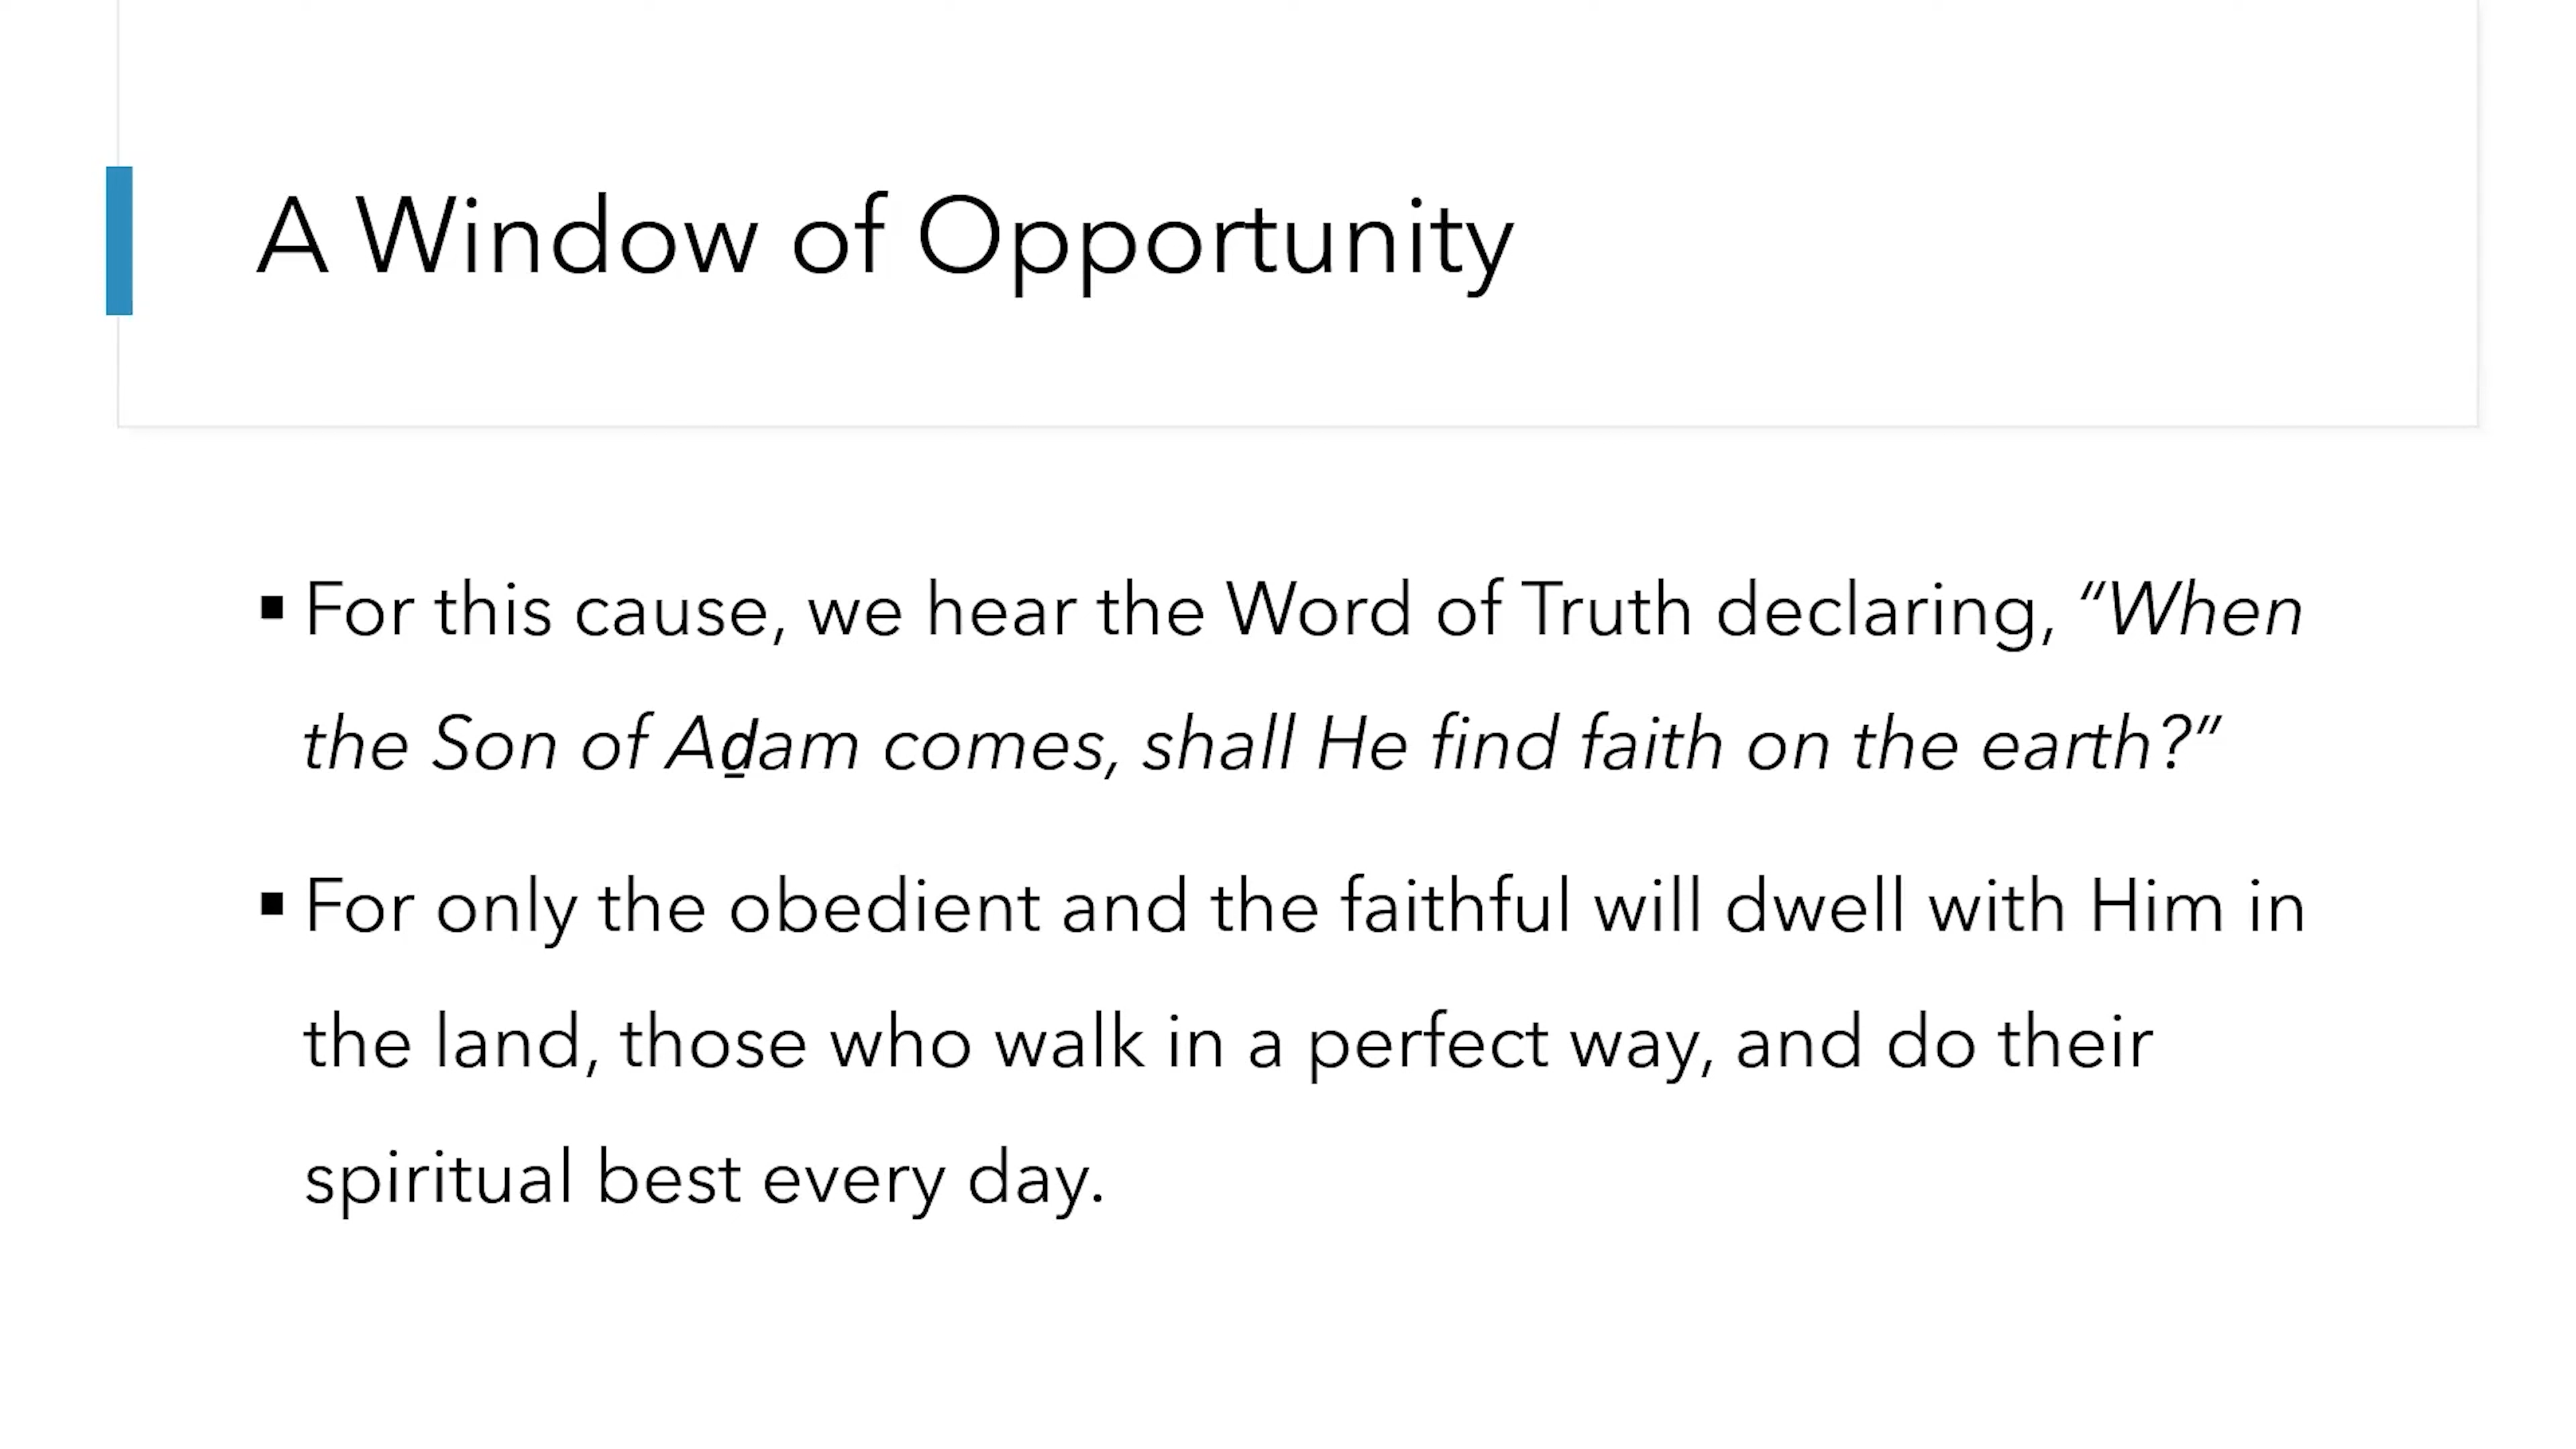 A Window of Opportunity
▪ For this cause, we hear the Word of Truth declaring, “When
the Son of Aḏam comes, shall He find faith on the earth?”
▪ For only the obedient and the faithful will dwell with Him in
the land, those who walk in a perfect way, and do their
spiritual best every day.